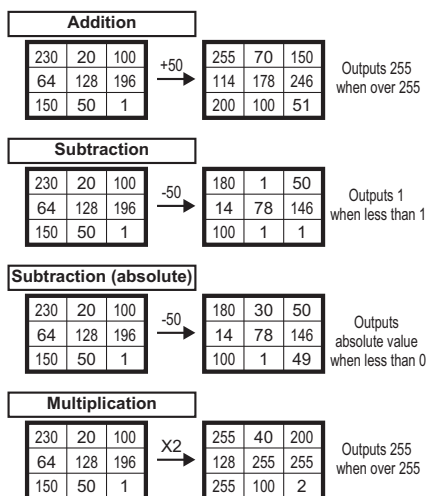 Addition
230 20 100
64 128 196
150 50 1
+50
255 70 150
114 178 246
200 100 51
Outputs 255
when over 255
Subtraction
230 20 100
64 128 196
150 50 1
-50
180 1 50
14 78 146
100 1 1
Outputs 1
when less than 1
Subtraction (absolute)
230 20 100
64 128 196
150 50 1
-50
180 30 50
14 78 146
100 1 49
Outputs
absolute value
when less than 0
Multiplication
230 20 100
64 128 196
150 50 1
X2
255 40 200
128 255 255
255 100 2
Outputs 255
when over 255